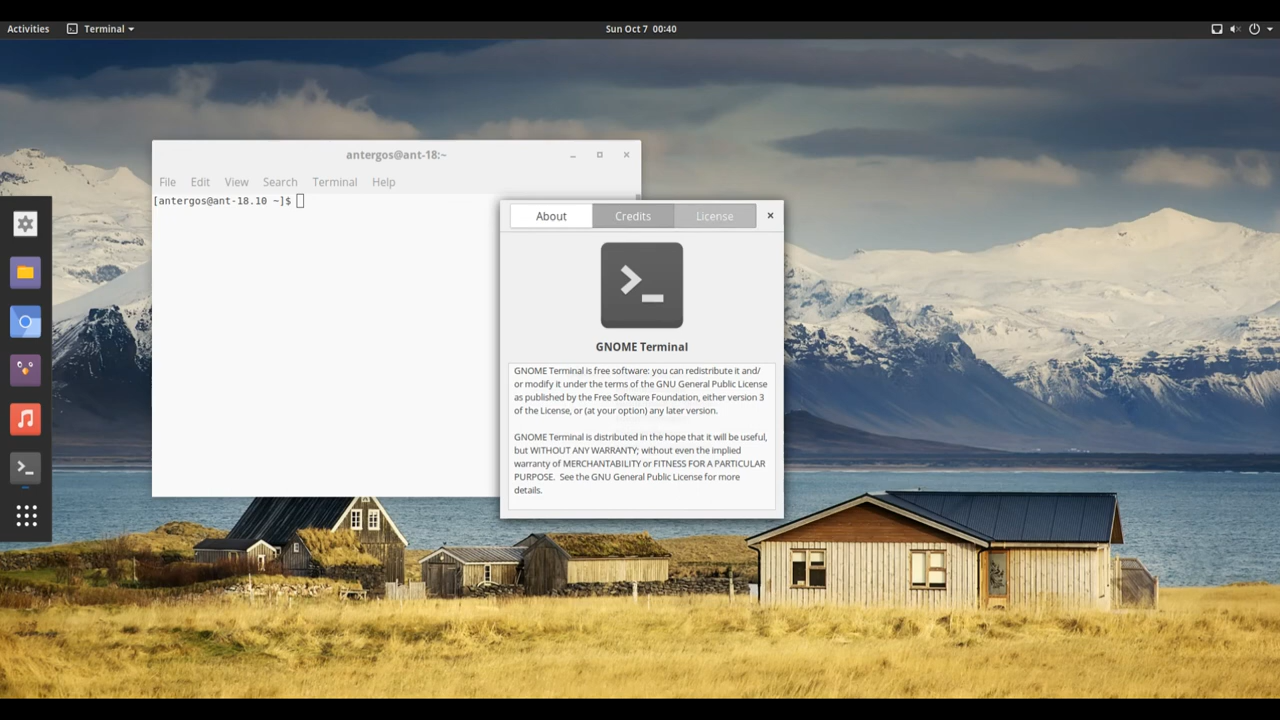 Activities Terminal Sun Oct 7 00:40
antergos@ant-18:~
File Edit View Search Terminal Help
[antergos@ant-18.10 ~]$
About Credits License
GNOME Terminal
GNOME Terminal is free software: you can redistribute it and/
or modify it under the terms of the GNU General Public License
as published by the Free Software Foundation, either version 3
of the License, or (at your option) any later version.
GNOME Terminal is distributed in the hope that it will be useful,
but WITHOUT ANY WARRANTY; without even the implied
warranty of MERCHANTABILITY or FITNESS FOR A PARTICULAR
PURPOSE. See the GNU General Public License for more
details.